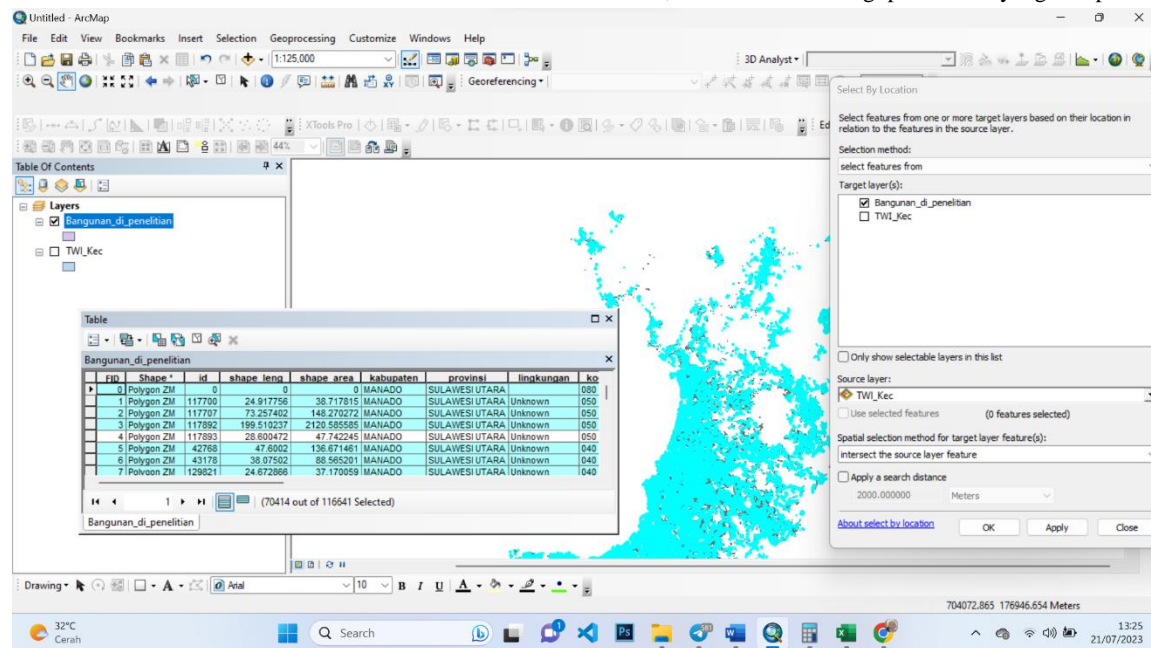 Untitled - ArcMap
File Edit View Bookmarks Insert Selection Geoprocessing Customize Windows Help
1:125,000
3D Analyst
Georeferencing
XTools Pro
Ed
44%
Table Of Contents
Layers
Bangunan_di_penelitian
TWI_Kec
Table
Bangunan_di_penelitian
FID Shape * id shape_leng shape_area kabupaten provinsi lingkungan ko
0 Polygon ZM 0 0 0 MANADO SULAWESI UTARA 080
1 Polygon ZM 117700 24.917756 38.717815 MANADO SULAWESI UTARA Unknown 050
2 Polygon ZM 117707 73.257402 148.270272 MANADO SULAWESI UTARA Unknown 050
3 Polygon ZM 117892 199.510237 2120.585585 MANADO SULAWESI UTARA Unknown 050
4 Polygon ZM 117893 28.600472 47.742245 MANADO SULAWESI UTARA Unknown 050
5 Polygon ZM 42768 47.6002 136.671461 MANADO SULAWESI UTARA Unknown 040
6 Polygon ZM 43178 38.07502 88.565201 MANADO SULAWESI UTARA Unknown 040
7 Polygon ZM 129821 24.672866 37.170059 MANADO SULAWESI UTARA Unknown 040
1 (70414 out of 116641 Selected)
Bangunan_di_penelitian
Select By Location
Select features from one or more target layers based on their location in
relation to the features in the source layer.
Selection method:
select features from
Target layer(s):
Bangunan_di_penelitian
TWI_Kec
Only show selectable layers in this list
Source layer:
TWI_Kec
Use selected features (0 features selected)
Spatial selection method for target layer feature(s):
intersect the source layer feature
Apply a search distance
2000.000000 Meters
About select by location OK Apply Close
Drawing A Arial 10 B I U A
704072.865 176946.654 Meters
32°C
Cerah
Search
13:25
21/07/2023